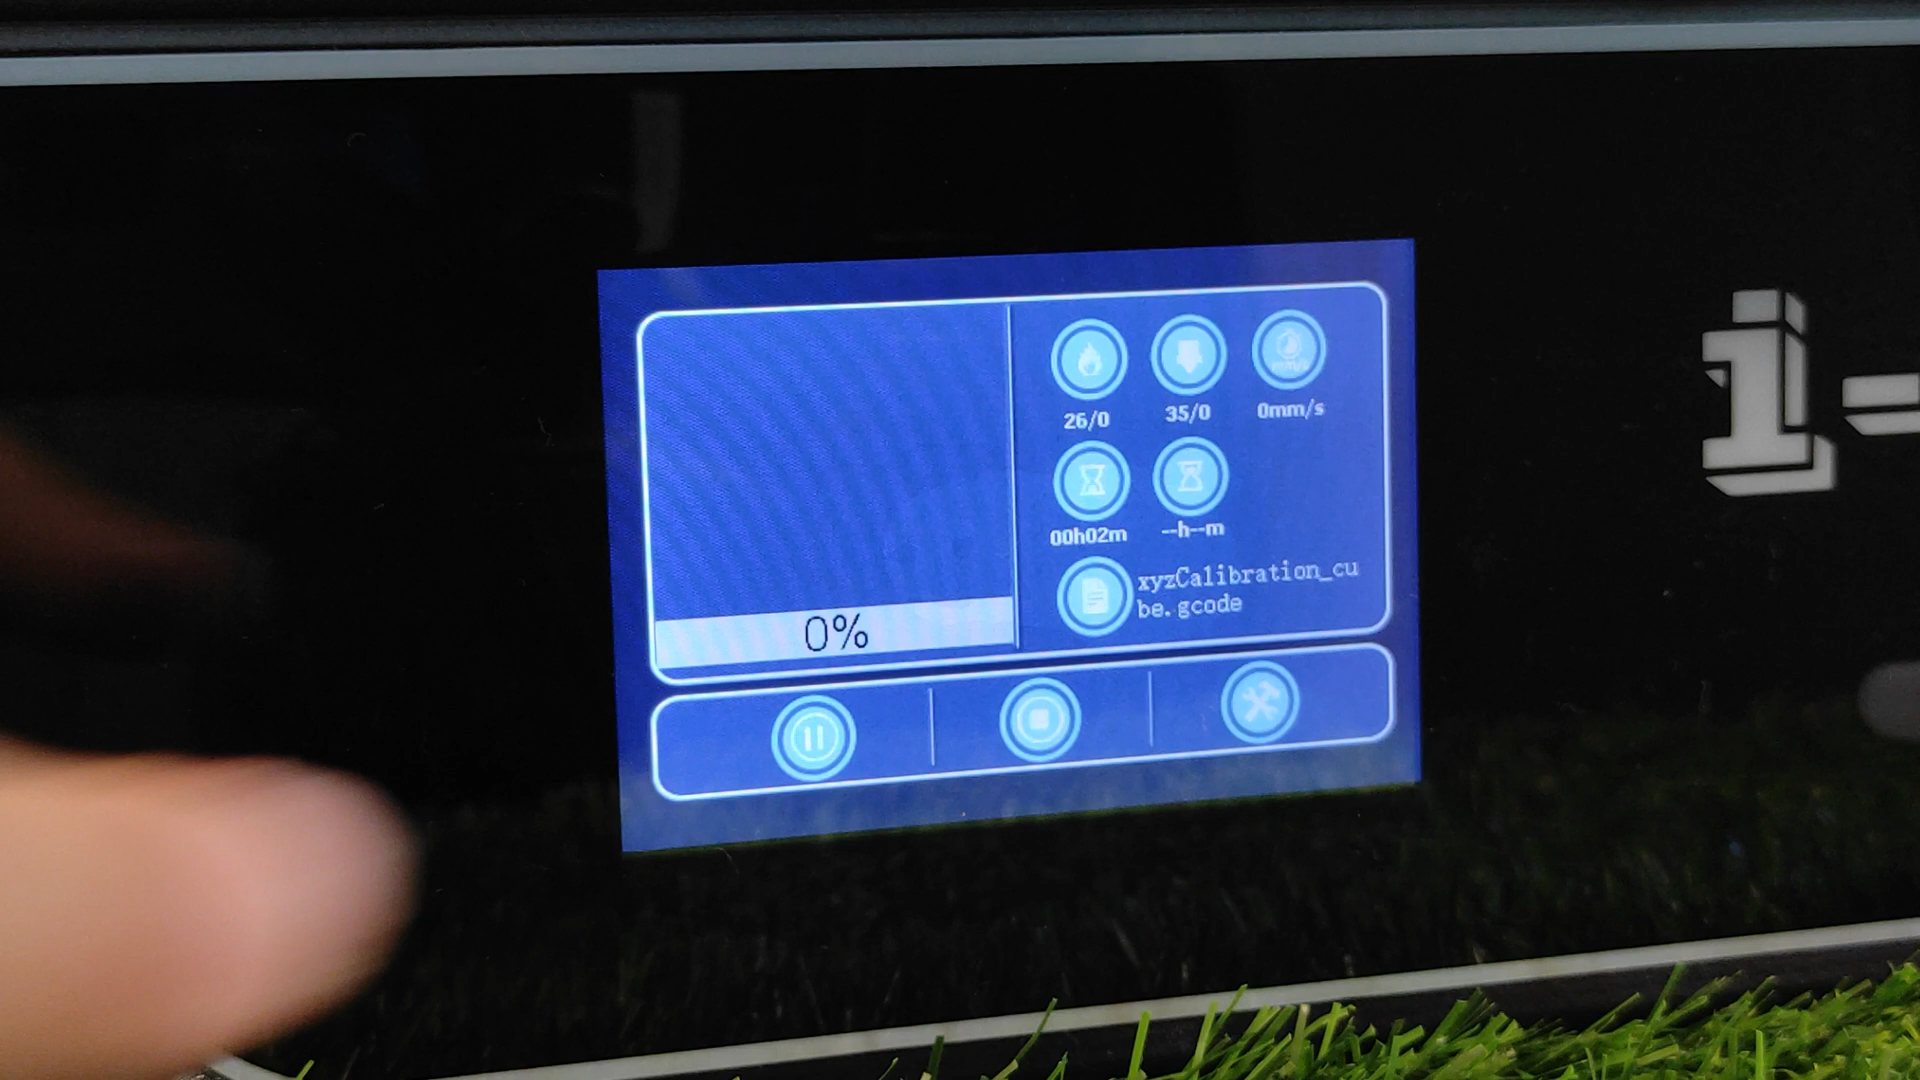 26/0 35/0 0mm/s
00h02m --h--m
xyzCalibration_cu
be.gcode
0%
i-